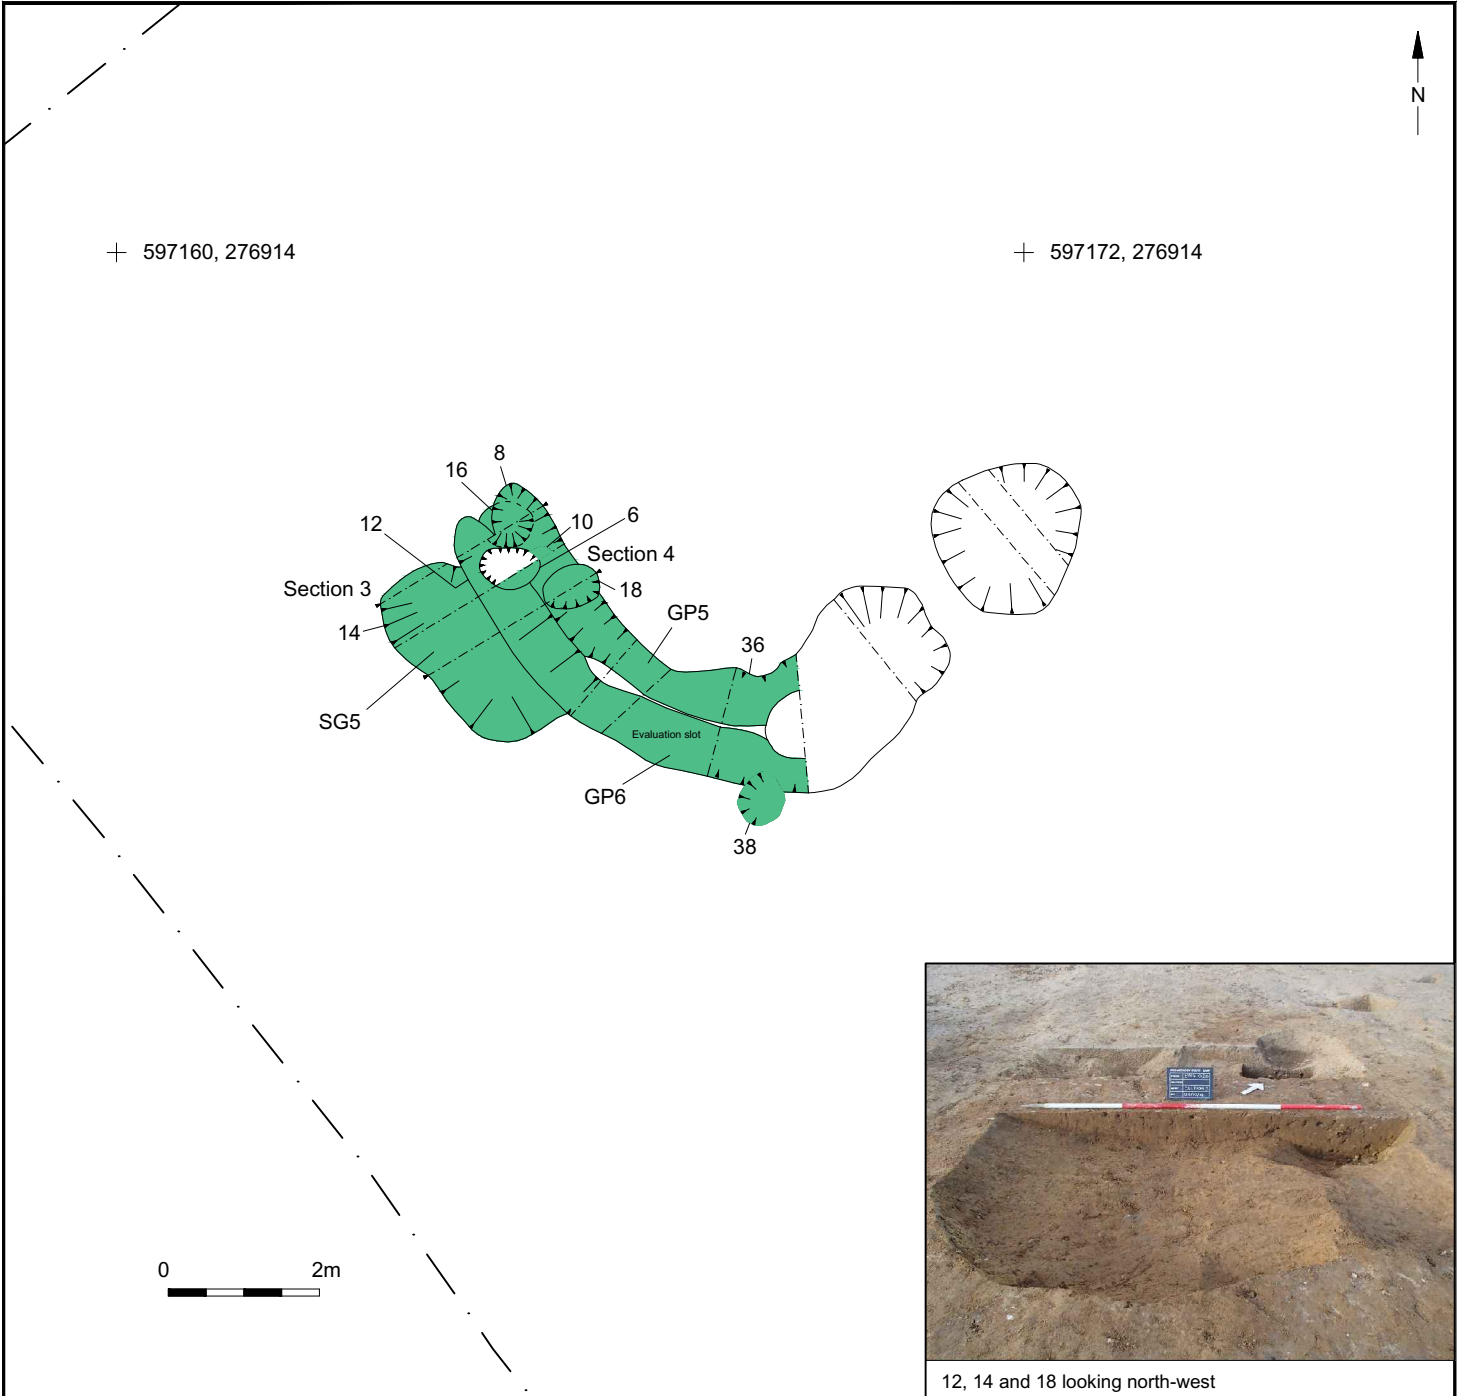 N
597160, 276914
597172, 276914
8
16
12
10
6
Section 4
Section 3
18
14
GP5
36
SG5
Evaluation slot
GP6
38
0 2m
12, 14 and 18 looking north-west